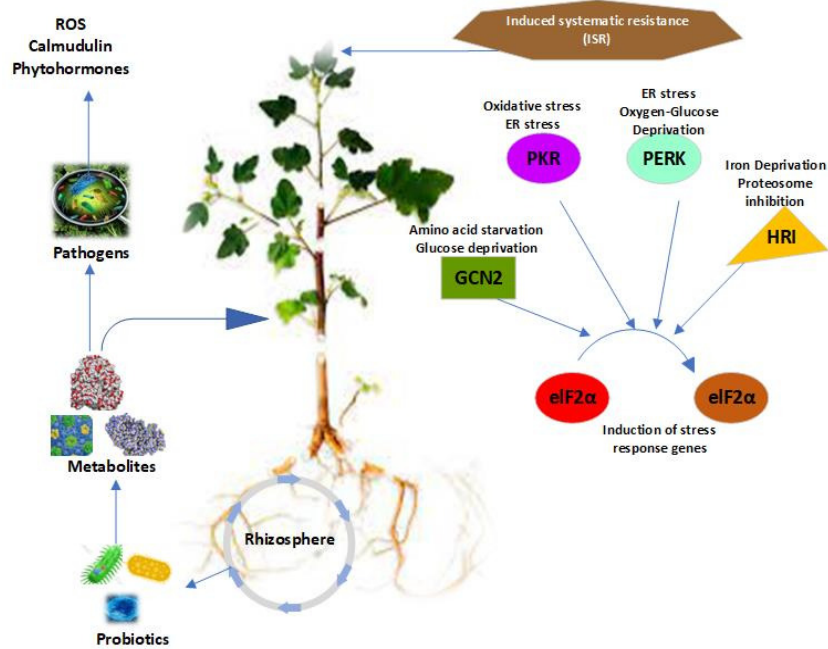 ROS
Calmudulin
Phytohormones
Induced systematic resistance
(ISR)
Oxidative stress
ER stress
PKR
ER stress
Oxygen-Glucose
Deprivation
PERK
Iron Deprivation
Proteosome
inhibition
HRI
Amino acid starvation
Glucose deprivation
GCN2
Pathogens
elF2α
elF2α
Induction of stress
response genes
Metabolites
Rhizosphere
Probiotics